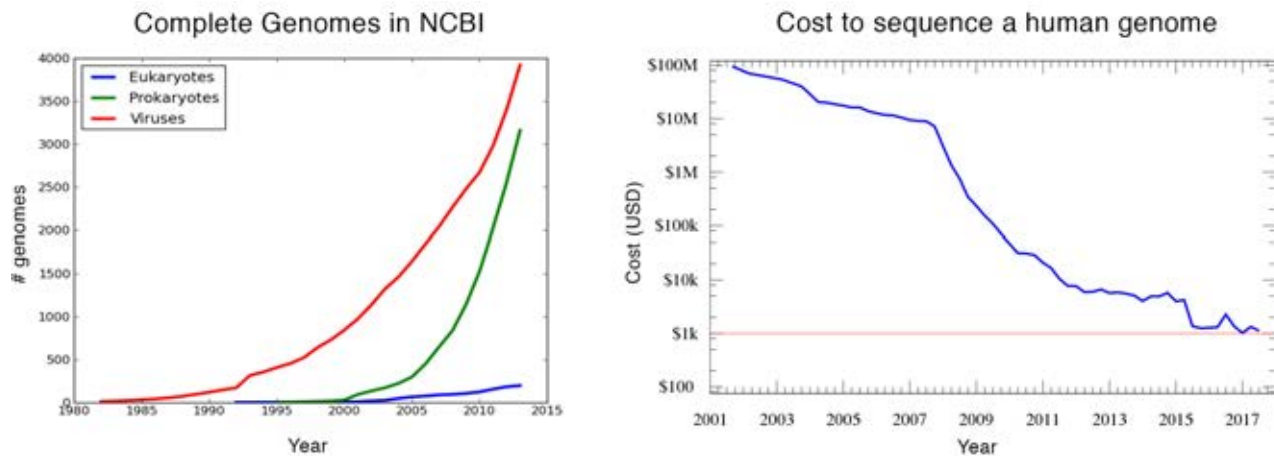 Complete Genomes in NCBI
4000
3500
3000
2500
2000
1500
1000
500
0
Eukaryotes
Prokaryotes
Viruses
# genomes
1980
1985
1990
1995
2000
2005
2010
2015
Year
Cost to sequence a human genome
$100M
$10M
$1M
$100k
$10k
$1k
$100
Cost (USD)
2001
2003
2005
2007
2009
2011
2013
2015
2017
Year